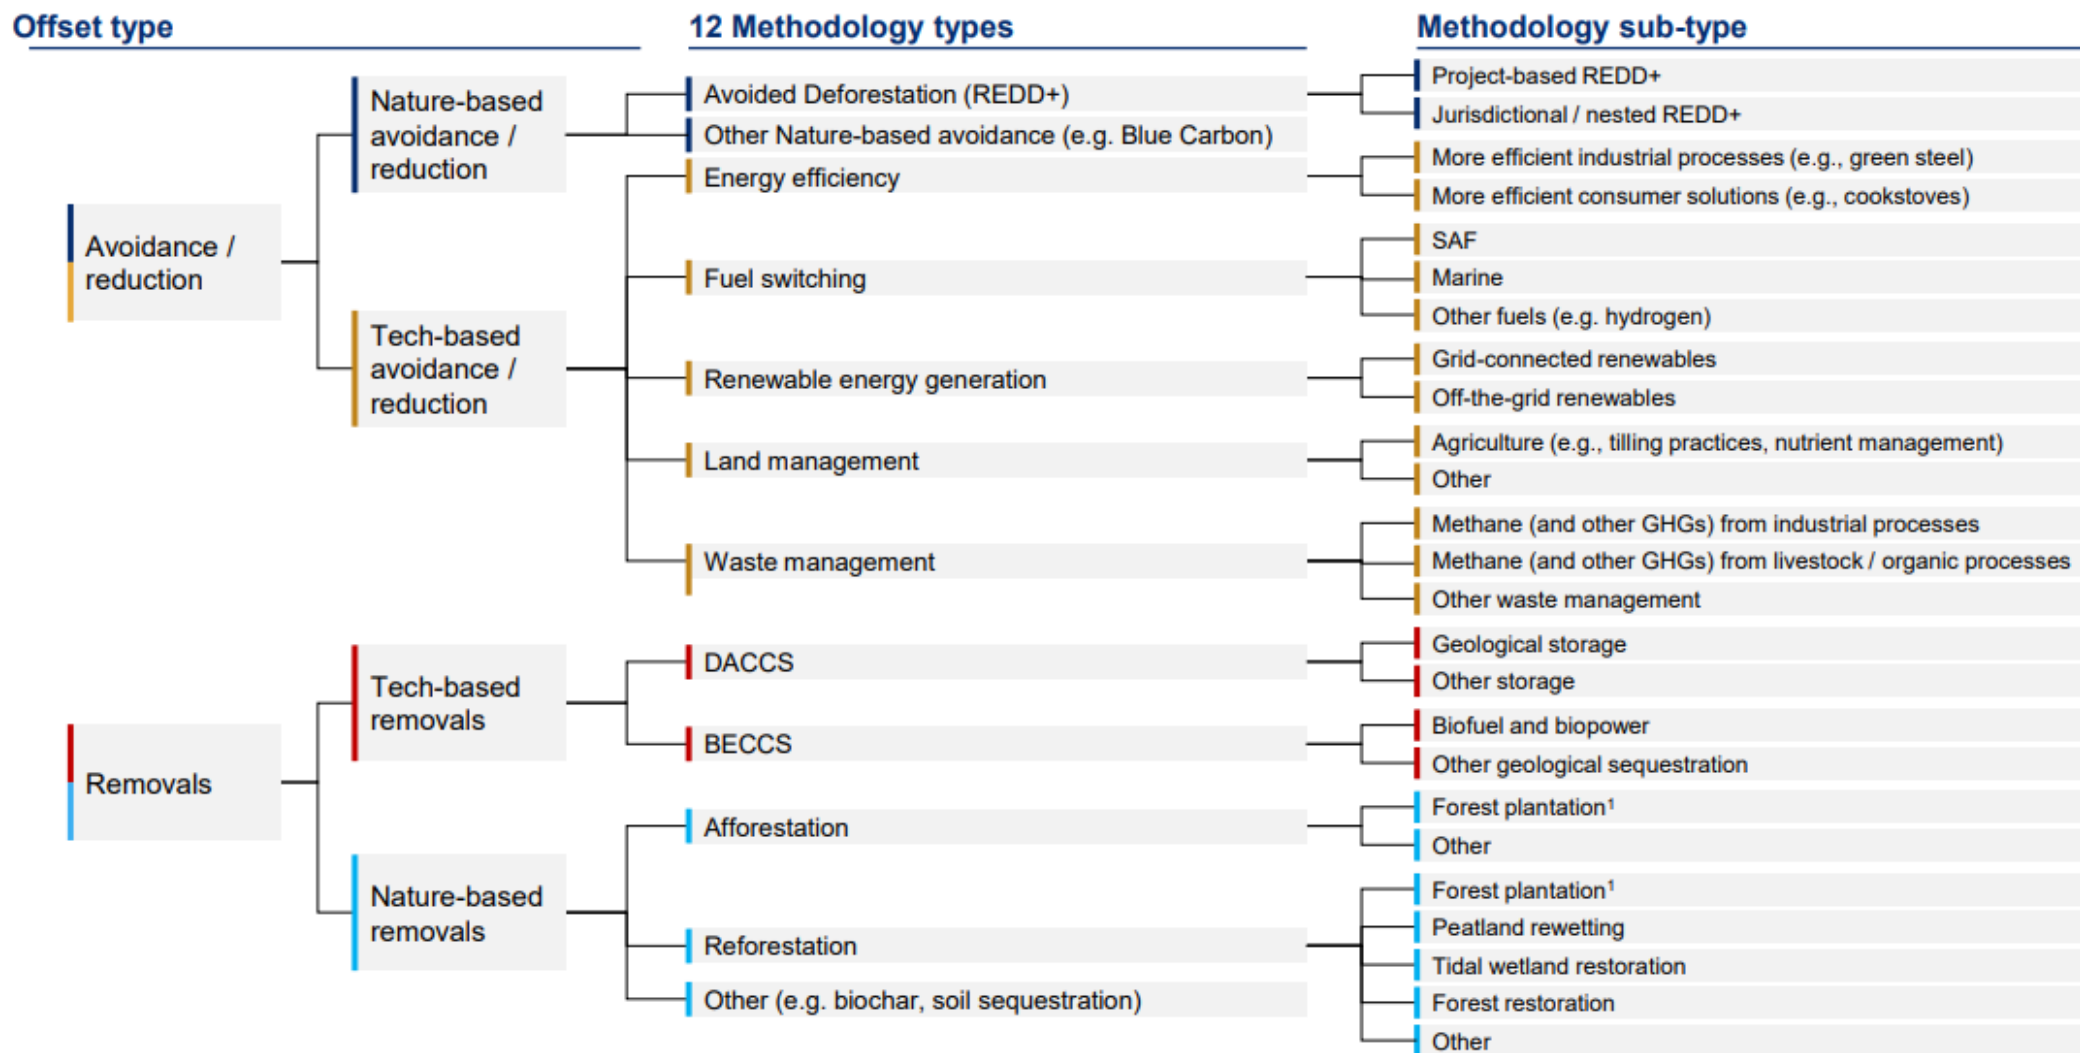 Offset type
12 Methodology types
Methodology sub-type
Avoidance /
reduction
Nature-based
avoidance /
reduction
Avoided Deforestation (REDD+)
Project-based REDD+
Jurisdictional / nested REDD+
Other Nature-based avoidance (e.g. Blue Carbon)
Tech-based
avoidance /
reduction
Energy efficiency
More efficient industrial processes (e.g., green steel)
More efficient consumer solutions (e.g., cookstoves)
Fuel switching
SAF
Marine
Other fuels (e.g. hydrogen)
Renewable energy generation
Grid-connected renewables
Off-the-grid renewables
Land management
Agriculture (e.g., tilling practices, nutrient management)
Other
Waste management
Methane (and other GHGs) from industrial processes
Methane (and other GHGs) from livestock / organic processes
Other waste management
Removals
Tech-based
removals
DACCS
Geological storage
Other storage
BECCS
Biofuel and biopower
Other geological sequestration
Nature-based
removals
Afforestation
Forest plantation¹
Other
Reforestation
Forest plantation¹
Peatland rewetting
Tidal wetland restoration
Forest restoration
Other
Other (e.g. biochar, soil sequestration)